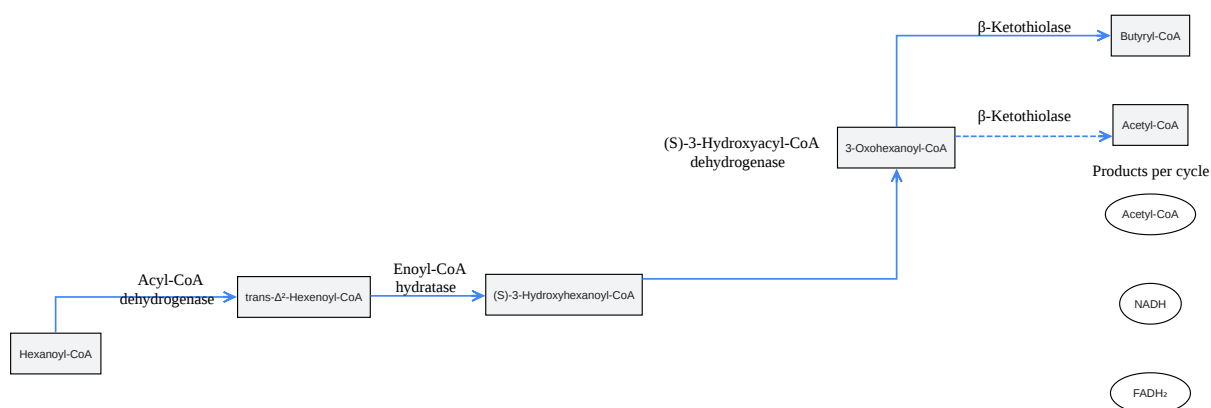 β-Ketothiolase
Butyryl-CoA
β-Ketothiolase
Acetyl-CoA
(S)-3-Hydroxyacyl-CoA
dehydrogenase
3-Oxohexanoyl-CoA
Products per cycle
Acetyl-CoA
Acyl-CoA
dehydrogenase
Enoyl-CoA
hydratase
trans-Δ²-Hexenoyl-CoA
(S)-3-Hydroxyhexanoyl-CoA
NADH
Hexanoyl-CoA
FADH₂